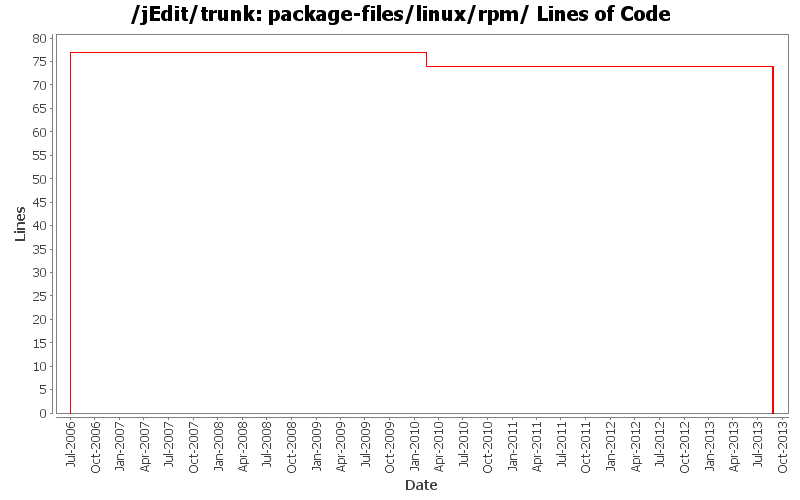 /jEdit/trunk: package-files/linux/rpm/ Lines of Code
80
75
70
65
60
55
50
45
40
35
30
25
20
15
10
5
0
Lines
Jul-2006
Oct-2006
Jan-2007
Apr-2007
Jul-2007
Oct-2007
Jan-2008
Apr-2008
Jul-2008
Oct-2008
Jan-2009
Apr-2009
Jul-2009
Oct-2009
Jan-2010
Apr-2010
Jul-2010
Oct-2010
Jan-2011
Apr-2011
Jul-2011
Oct-2011
Jan-2012
Apr-2012
Jul-2012
Oct-2012
Jan-2013
Apr-2013
Jul-2013
Oct-2013
Date